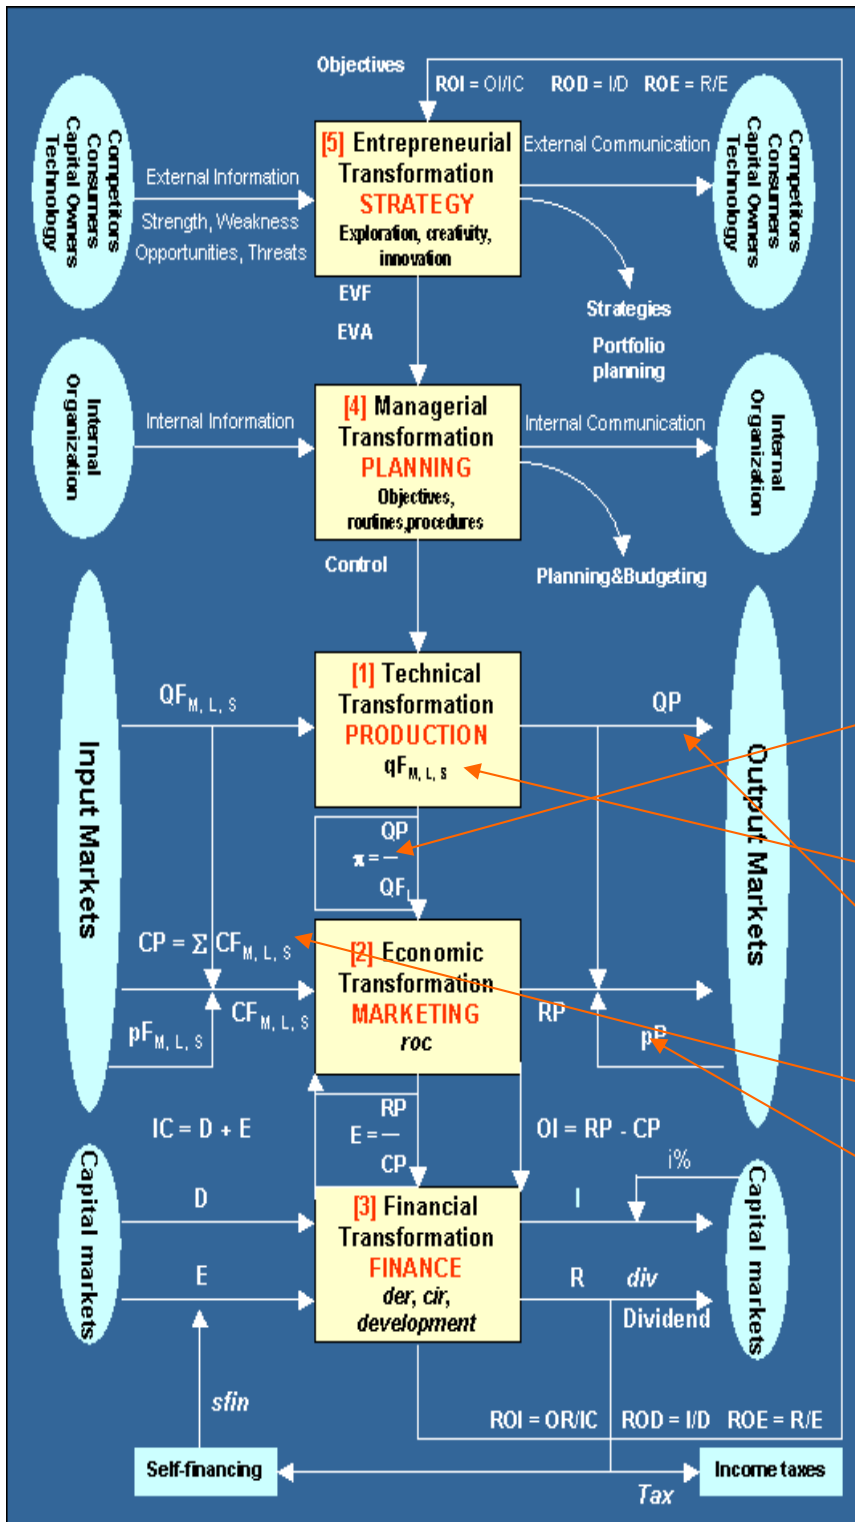 Objectives
ROI = OI/IC ROD = I/D ROE = R/E
Competitors
Consumers
Capital Owners
Technology
External Information
Strength, Weakness
Opportunities, Threats
[5] Entrepreneurial
Transformation
STRATEGY
Exploration, creativity,
innovation
External Communication
Competitors
Consumers
Capital Owners
Technology
EVF
EVA
Strategies
Portfolio
planning
Internal
Organization
Internal Information
[4] Managerial
Transformation
PLANNING
Objectives,
routines,procedures
Internal Communication
Internal
Organization
Control
Planning&Budgeting
Input Markets
QF M, L, S
[1] Technical
Transformation
PRODUCTION
qF M, L, S
QP
Output Markets
QP
π = —
QF L
CP = Σ CF M, L, S
CF M, L, S
pF M, L, S
[2] Economic
Transformation
MARKETING
roc
RP
pP
IC = D + E
RP
E = —
CP
OI = RP - CP
i%
Capital markets
D
E
[3] Financial
Transformation
FINANCE
der, cir,
development
I
R div
Dividend
Capital markets
sfin
ROI = OR/IC ROD = I/D ROE = R/E
Self-financing
Income taxes
Tax